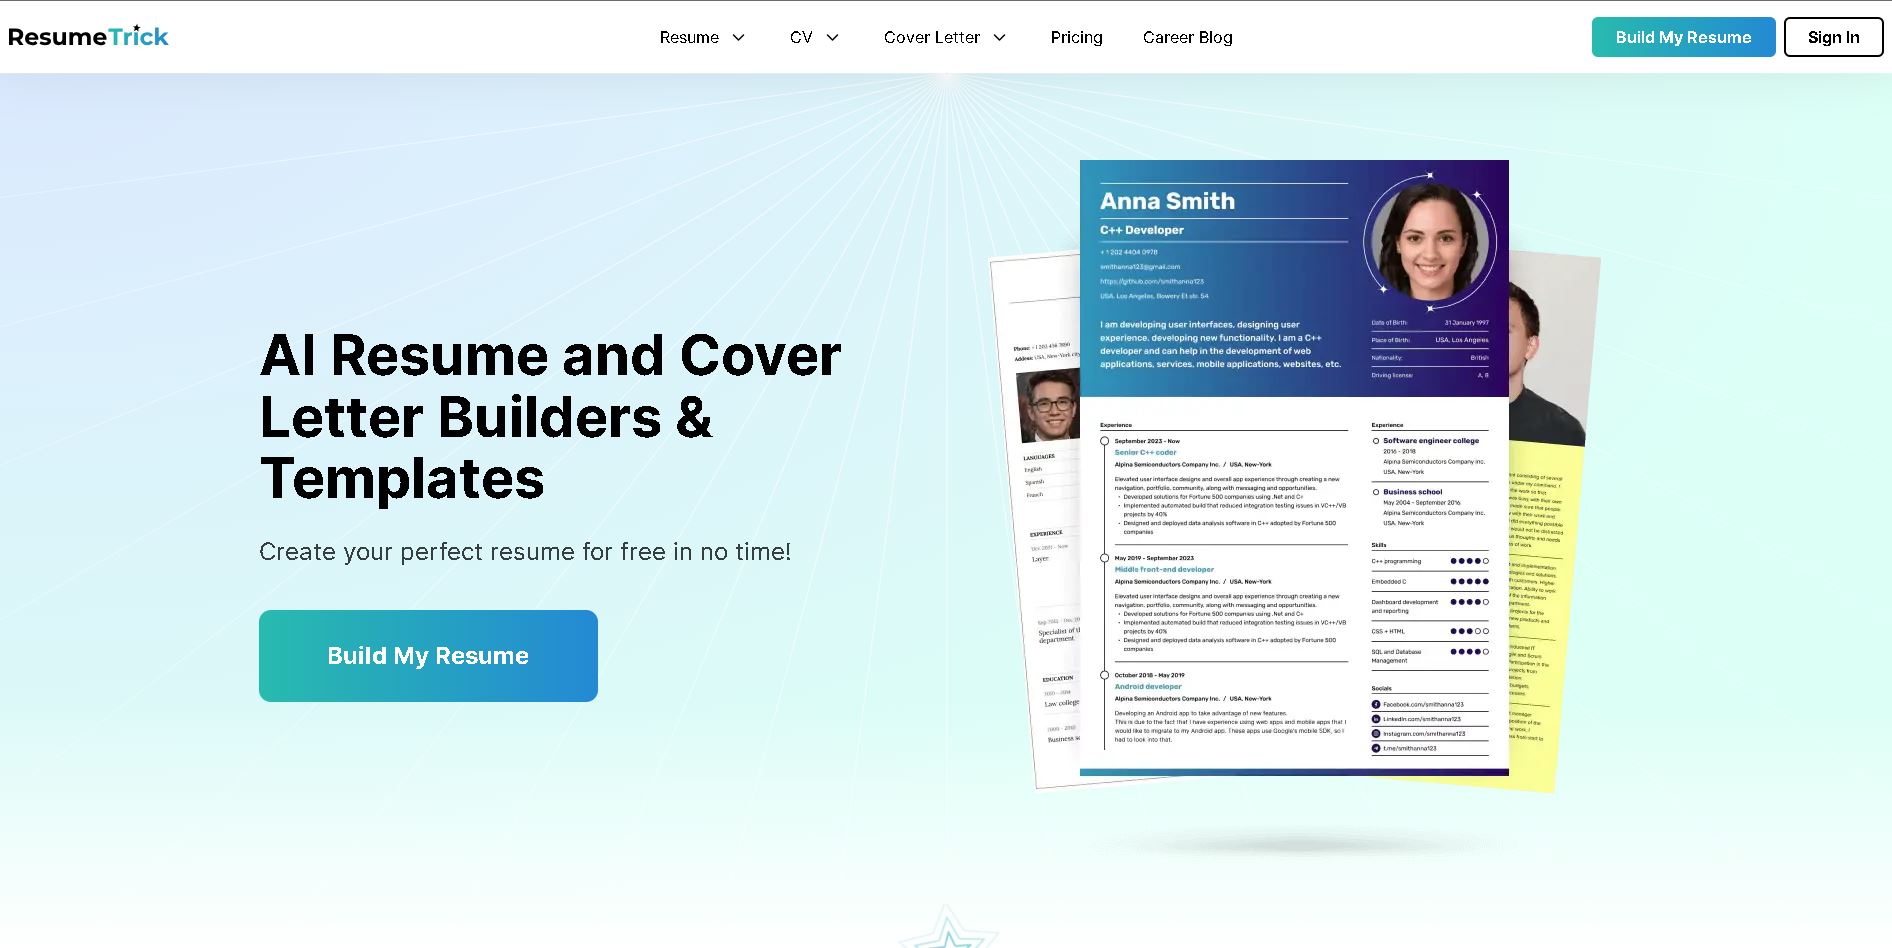 ResumeTrick
Resume
CV
Cover Letter
Pricing
Career Blog
Build My Resume
Sign In
AI Resume and Cover
Letter Builders &
Templates
Create your perfect resume for free in no time!
Build My Resume
Phone: + 1 202 456 7890
Address: USA, New-York city
LANGUAGES
English
Spanish
French
EXPERIENCE
Dec 2021 - Now
Layer
Specialist of t
department
EDUCATION
Law college
Anna Smith
C++ Developer
+ 1 202 4404 0978
smithanna123@gmail.com
https://github.com/smithanna123
USA, Los Angeles, Bowery Et str. 54
I am developing user interfaces, designing user
experience, developing new functionality. I am a C++
developer and can help in the development of web
applications, services, mobile applications, websites, etc.
Date of Birth: 31 January 1997
Place of Birth: USA, Los Angeles
Nationality: British
Driving license: A, B
Experience
September 2023 - Now
Senior C++ coder
Alpina Semiconductors Company Inc. / USA, New-York
Elevated user interface designs and overall app experience through creating a new
navigation, portfolio, community, along with messaging and opportunities.
• Developed solutions for Fortune 500 companies using .Net and C+
• Implemented automated build that reduced integration testing issues in VC++/VB
projects by 40%
• Designed and deployed data analysis software in C++ adopted by Fortune 500
companies
May 2019 - September 2023
Middle front-end developer
Alpina Semiconductors Company Inc. / USA, New-York
Elevated user interface designs and overall app experience through creating a new
navigation, portfolio, community, along with messaging and opportunities.
• Developed solutions for Fortune 500 companies using .Net and C+
• Implemented automated build that reduced integration testing issues in VC++/VB
projects by 40%
• Designed and deployed data analysis software in C++ adopted by Fortune 500
companies
October 2018 - May 2019
Android developer
Alpina Semiconductors Company Inc. / USA, New-York
Developing an Android app to take advantage of new features.
This is due to the fact that I have experience using web apps and mobile apps that I
would like to migrate to my Android app. These apps use Google's mobile SDK, so I
had to look into that.
Experience
Software engineer college
2016 - 2018
Alpina Semiconductors Company Inc.
USA, New-York
Business school
May 2004 - September 2016
Alpina Semiconductors Company Inc.
USA, New-York
Skills
C++ programming
Embedded C
Dashboard development
and reporting
CSS + HTML
SQL and Database
Management
Socials
Facebook.com/smithanna123
LinkedIn.com/smithanna123
Instagram.com/smithanna123
t.me/smithanna123